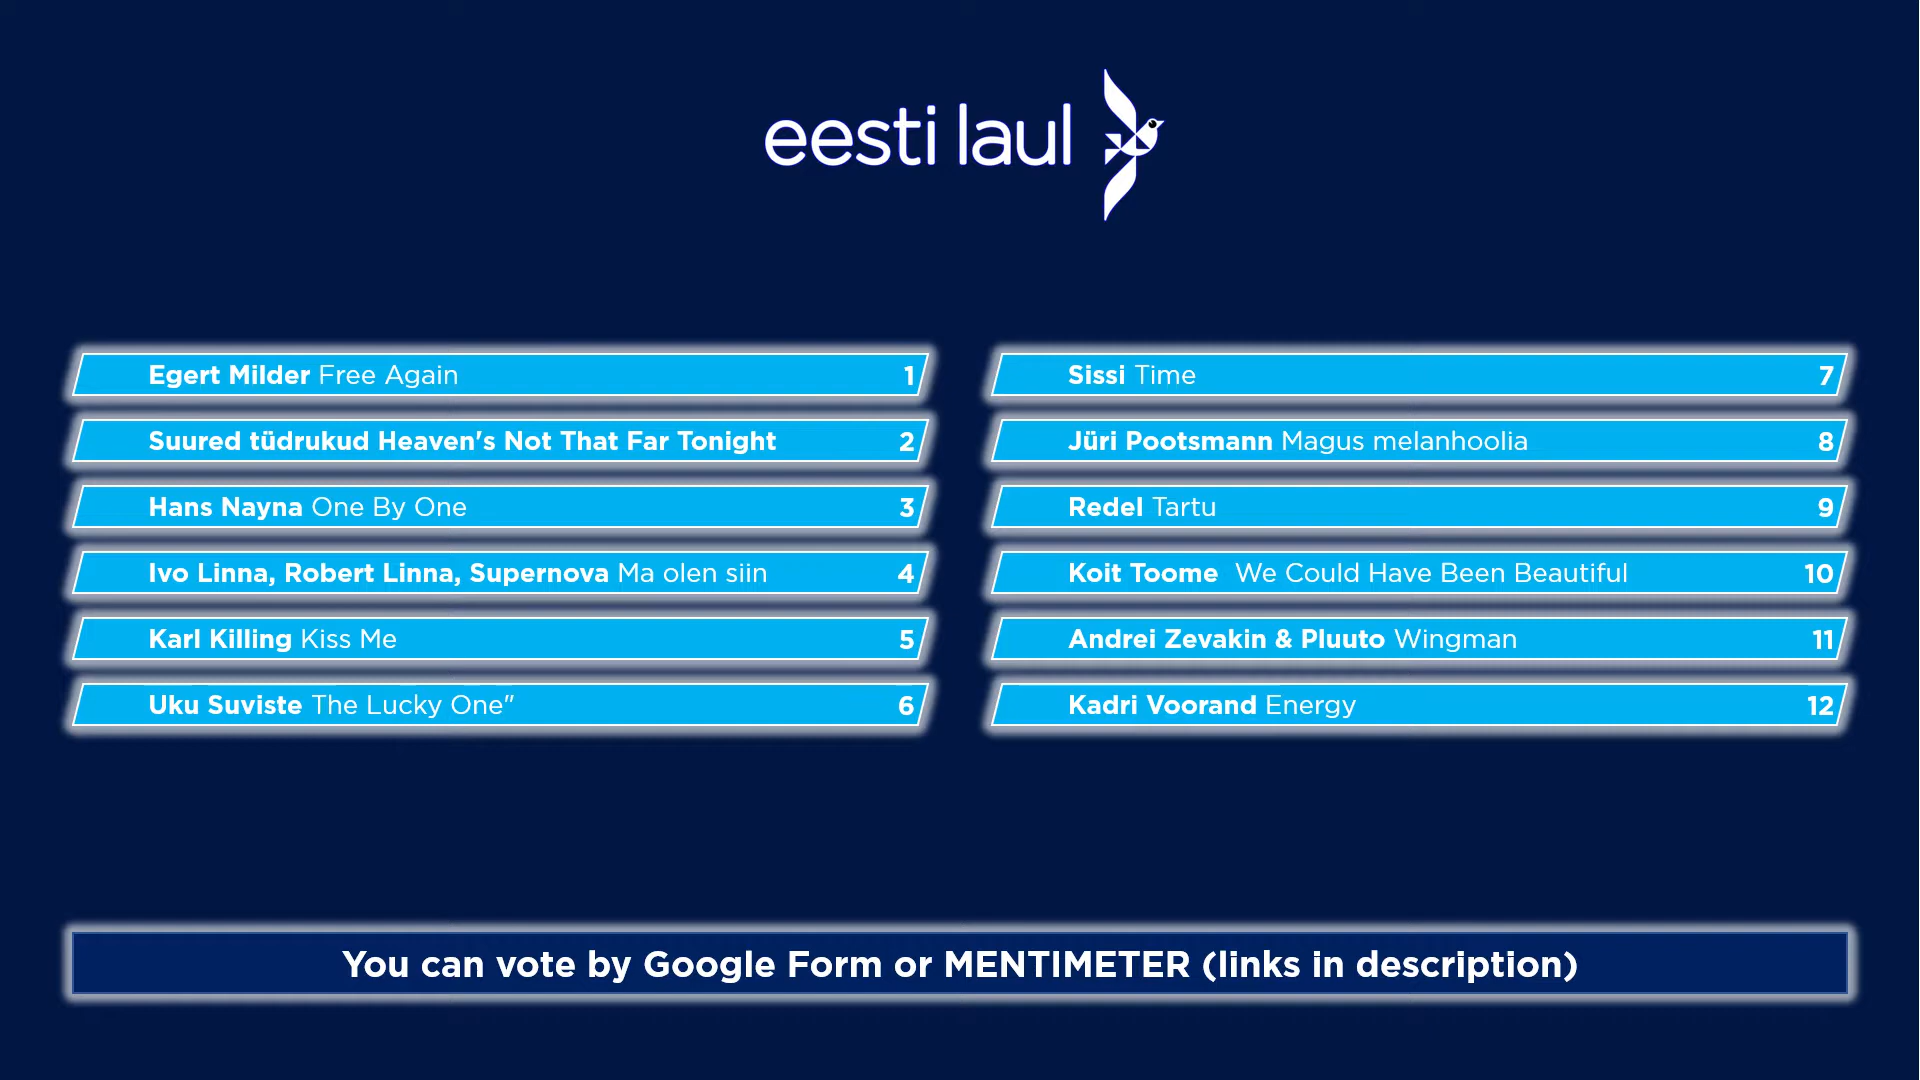 eesti laul
Egert Milder Free Again 1
Suured tüdrukud Heaven's Not That Far Tonight 2
Hans Nayna One By One 3
Ivo Linna, Robert Linna, Supernova Ma olen siin 4
Karl Killing Kiss Me 5
Uku Suviste The Lucky One" 6
Sissi Time 7
Jüri Pootsmann Magus melanhoolia 8
Redel Tartu 9
Koit Toome We Could Have Been Beautiful 10
Andrei Zevakin & Pluuto Wingman 11
Kadri Voorand Energy 12
You can vote by Google Form or MENTIMETER (links in description)